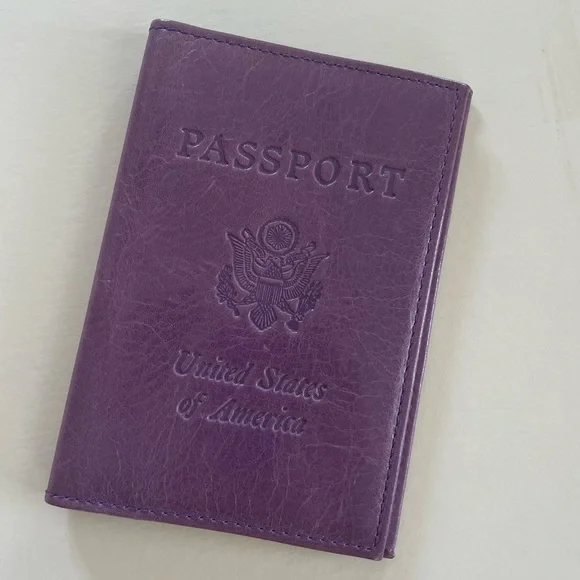 PASSPORT
United States
of America